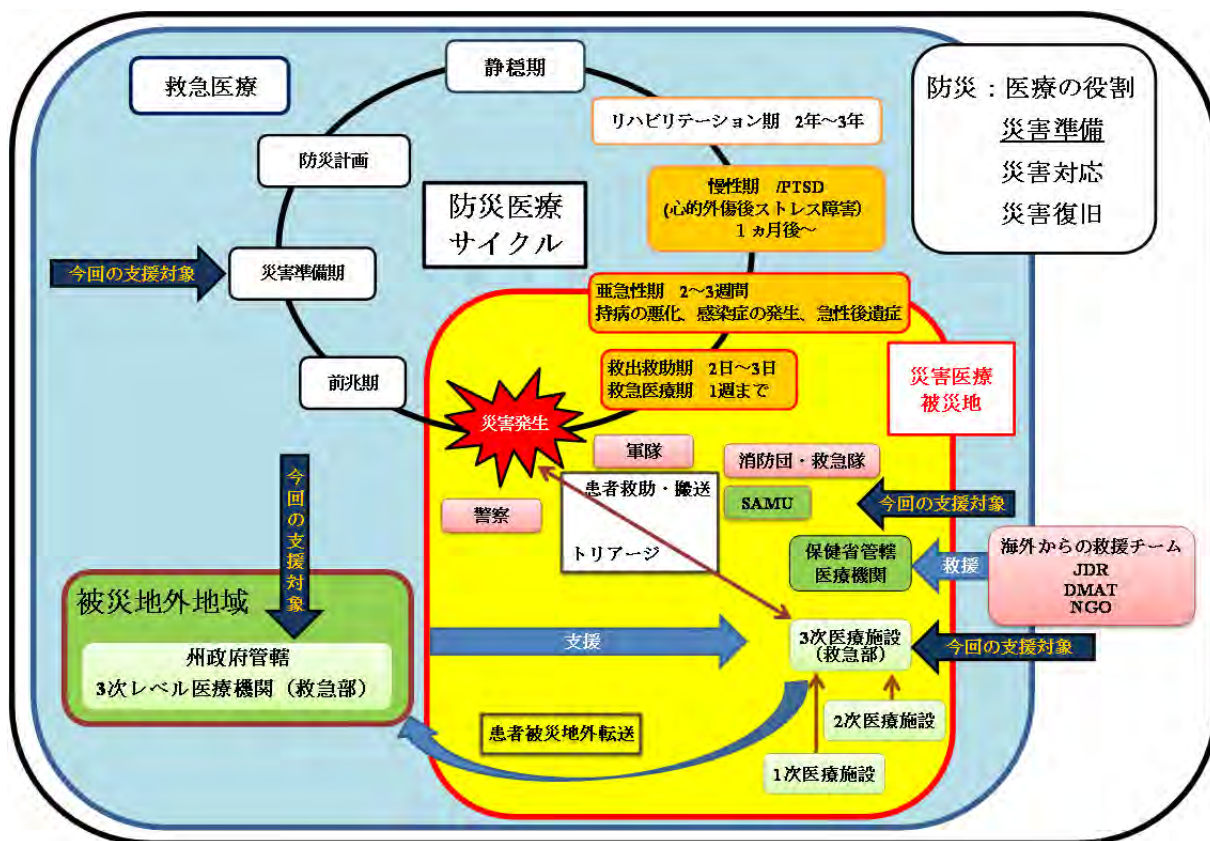 静穏期
救急医療
防災：医療の役割
災害準備
災害対応
災害復旧
リハビリテーション期 2年～3年
防災計画
慢性期 /PTSD
(心的外傷後ストレス障害)
１ヵ月後～
防災医療
サイクル
今回の支援対象
災害準備期
亜急性期 2～3週間
持病の悪化、感染症の発生、急性後遺症
前兆期
救出救助期 2日～3日
救急医療期 1週まで
災害医療
被災地
災害発生
軍隊
消防団・救急隊
患者救助・搬送
SAMU
今回の支援対象
警察
トリアージ
今回の支援対象
保健省管轄
医療機関
救援
海外からの救援チーム
JDR
DMAT
NGO
被災地外地域
州政府管轄
3次レベル医療機関（救急部）
支援
3次医療施設
(救急部)
今回の支援対象
患者被災地外転送
2次医療施設
1次医療施設